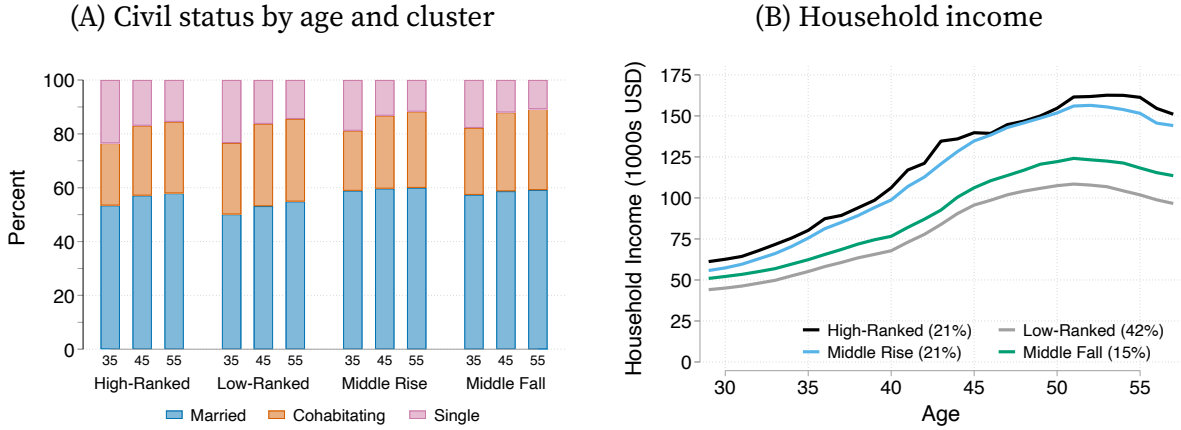 (A) Civil status by age and cluster
Percent
100
80
60
40
20
0
35 45 55 35 45 55 35 45 55 35 45 55
High-Ranked Low-Ranked Middle Rise Middle Fall
Married Cohabitating Single
(B) Household income
Household Income (1000s USD)
175
150
125
100
75
50
25
0
High-Ranked (21%) Low-Ranked (42%)
Middle Rise (21%) Middle Fall (15%)
30 35 40 45 50 55
Age